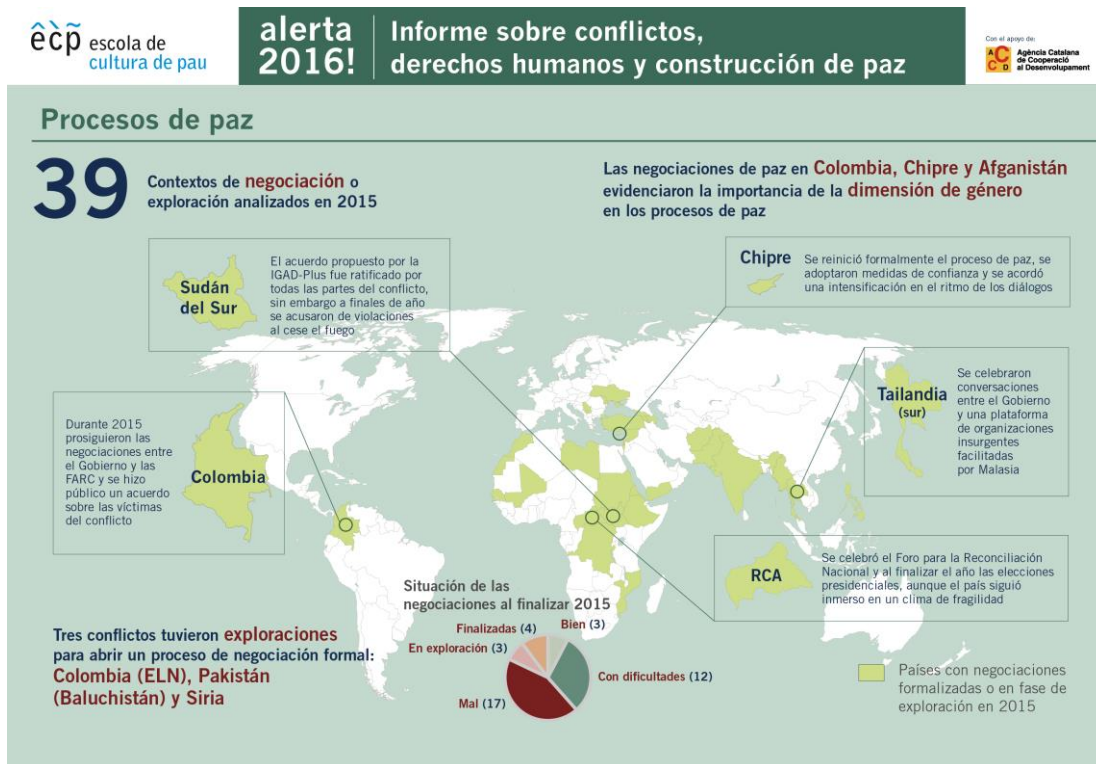 ecp escola de
cultura de pau
alerta
2016!
Informe sobre conflictos,
derechos humanos y construcción de paz
Con el apoyo de:
ACCD
Agència Catalana
de Cooperació
al Desenvolupament
Procesos de paz
39
Contextos de negociación o
exploración analizados en 2015
Las negociaciones de paz en Colombia, Chipre y Afganistán
evidenciaron la importancia de la dimensión de género
en los procesos de paz
Sudán
del Sur
El acuerdo propuesto por la
IGAD-Plus fue ratificado por
todas las partes del conflicto,
sin embargo a finales de año
se acusaron de violaciones
al cese el fuego
Chipre
Se reinició formalmente el proceso de paz, se
adoptaron medidas de confianza y se acordó
una intensificación en el ritmo de los diálogos
Tailandia
(sur)
Se celebraron
conversaciones
entre el Gobierno
y una plataforma
de organizaciones
insurgentes
facilitadas
por Malasia
Durante 2015
prosiguieron las
negociaciones entre
el Gobierno y las
FARC y se hizo
público un acuerdo
sobre las víctimas
del conflicto
Colombia
RCA
Se celebró el Foro para la Reconciliación
Nacional y al finalizar el año las elecciones
presidenciales, aunque el país siguió
inmerso en un clima de fragilidad
Situación de las
negociaciones al finalizar 2015
Finalizadas (4)
Bien (3)
En exploración (3)
Con dificultades (12)
Mal (17)
Tres conflictos tuvieron exploraciones
para abrir un proceso de negociación formal:
Colombia (ELN), Pakistán
(Baluchistán) y Siria
Países con negociaciones
formalizadas o en fase de
exploración en 2015